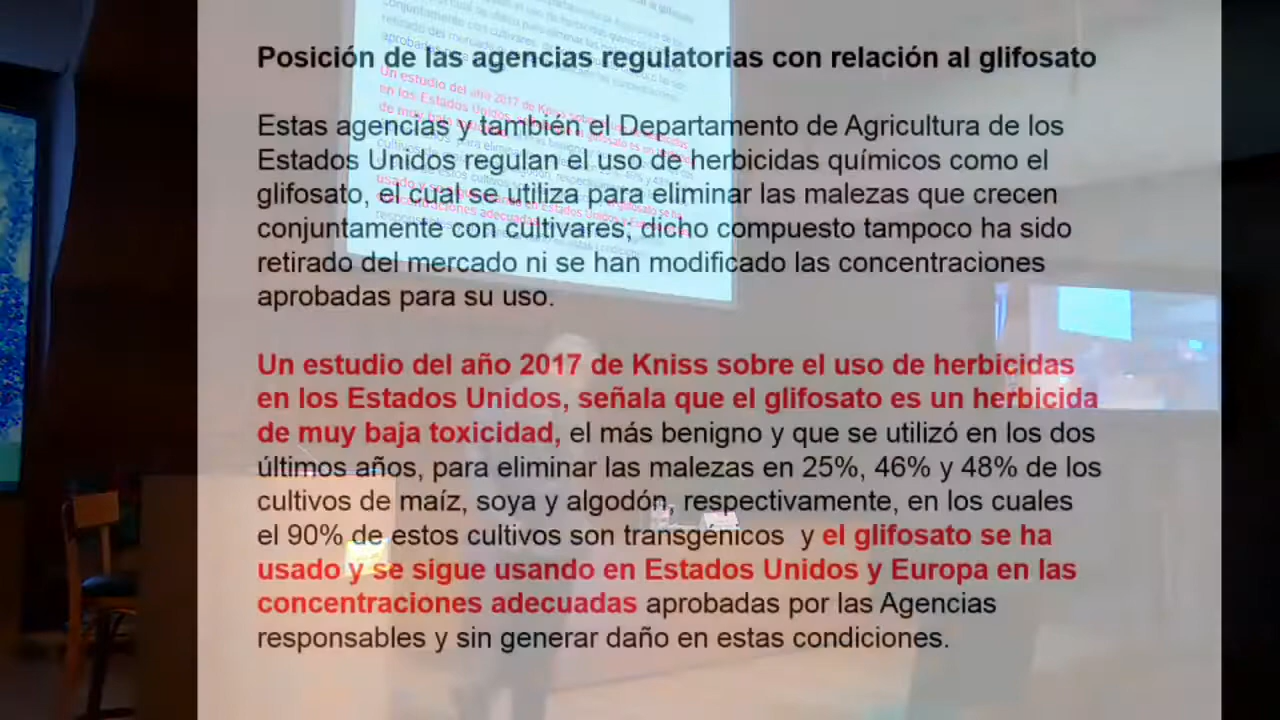 Posición de las agencias regulatorias con relación al glifosato
Estas agencias y también el Departamento de Agricultura de los
Estados Unidos regulan el uso de herbicidas químicos como el
glifosato, el cual se utiliza para eliminar las malezas que crecen
conjuntamente con cultivares; dicho compuesto tampoco ha sido
retirado del mercado ni se han modificado las concentraciones
aprobadas para su uso.
Un estudio del año 2017 de Kniss sobre el uso de herbicidas
en los Estados Unidos, señala que el glifosato es un herbicida
de muy baja toxicidad, el más benigno y que se utilizó en los dos
últimos años, para eliminar las malezas en 25%, 46% y 48% de los
cultivos de maíz, soya y algodón, respectivamente, en los cuales
el 90% de estos cultivos son transgénicos y el glifosato se ha
usado y se sigue usando en Estados Unidos y Europa en las
concentraciones adecuadas aprobadas por las Agencias
responsables y sin generar daño en estas condiciones.